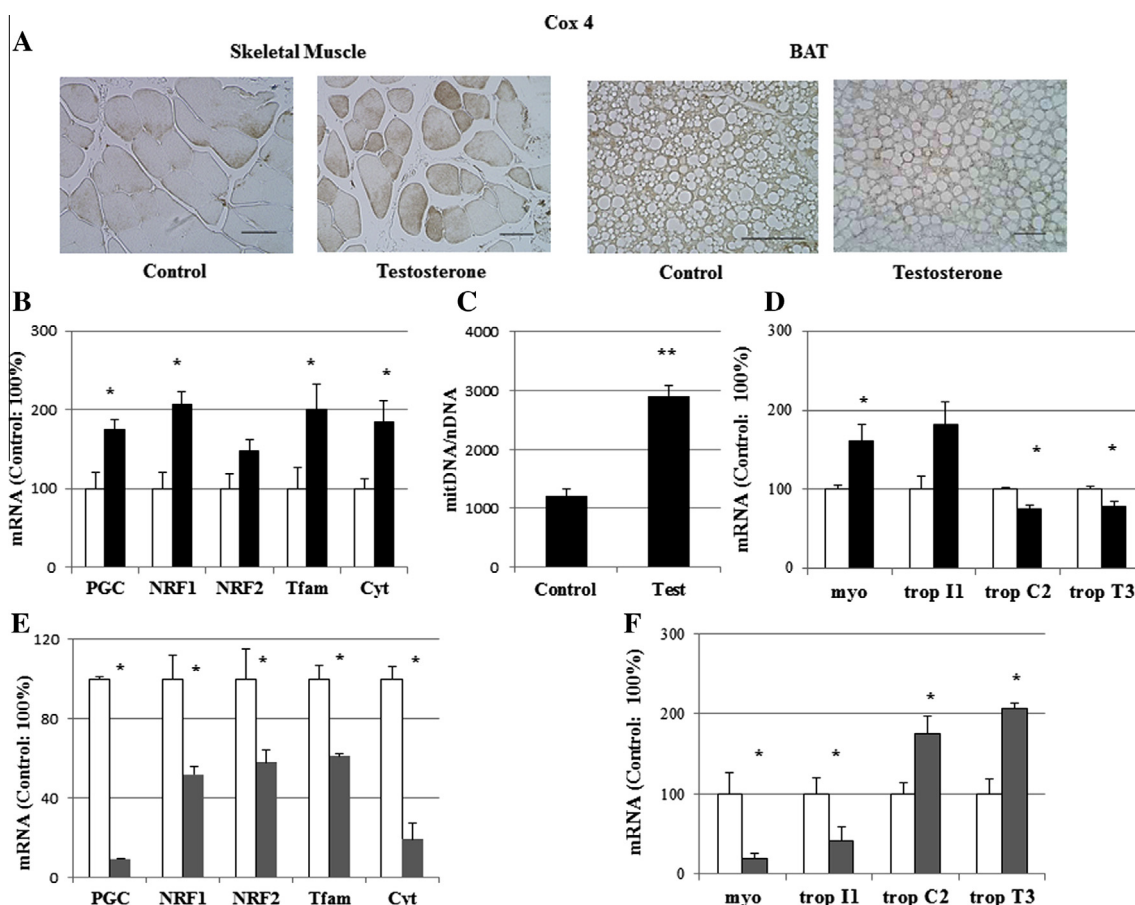 Cox 4
A
Skeletal Muscle
BAT
Control
Testosterone
Control
Testosterone
B
mRNA (Control: 100%)
300
200
100
0
*
*
*
*
PGC NRF1 NRF2 Tfam Cyt
C
mitDNA/nDNA
4000
3000
2000
1000
0
**
Control Test
D
mRNA (Control: 100%)
300
200
100
0
*
*
*
myo trop I1 trop C2 trop T3
E
mRNA (Control: 100%)
120
80
40
0
*
*
*
*
*
PGC NRF1 NRF2 Tfam Cyt
F
mRNA (Control: 100%)
300
200
100
0
*
*
*
*
myo trop I1 trop C2 trop T3